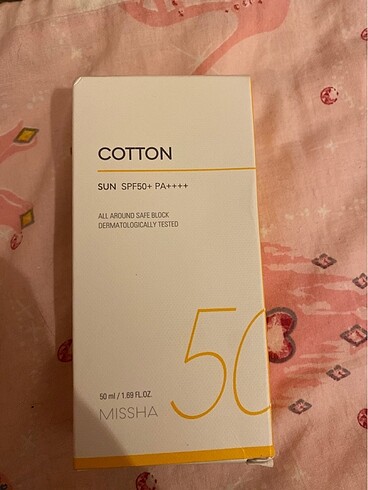 COTTON
SUN SPF50+ PA++++
ALL AROUND SAFE BLOCK
DERMATOLOGICALLY TESTED
50
50 ml / 1.69 FL.OZ.
MISSHA